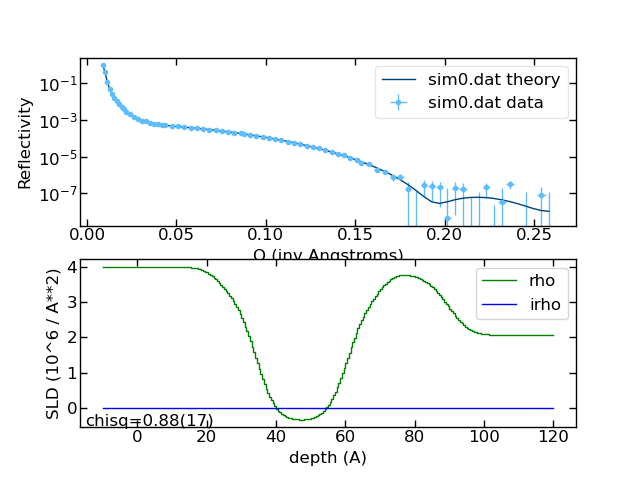 sim0.dat theory
sim0.dat data
Reflectivity
10⁻¹
10⁻³
10⁻⁵
10⁻⁷
0.00 0.05 0.10 0.15 0.20 0.25
Q (inv Angstroms)
rho
irho
SLD (10^6 / A**2)
4
3
2
1
0
chisq=0.88(17)
0 20 40 60 80 100 120
depth (A)